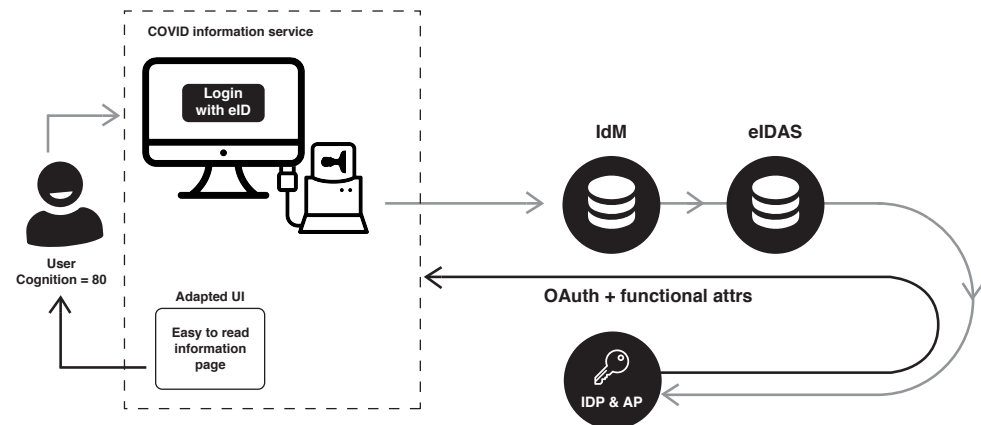 COVID information service
Login
with eID
IdM
eIDAS
User
Cognition = 80
OAuth + functional attrs
Adapted UI
Easy to read
information
page
IDP & AP